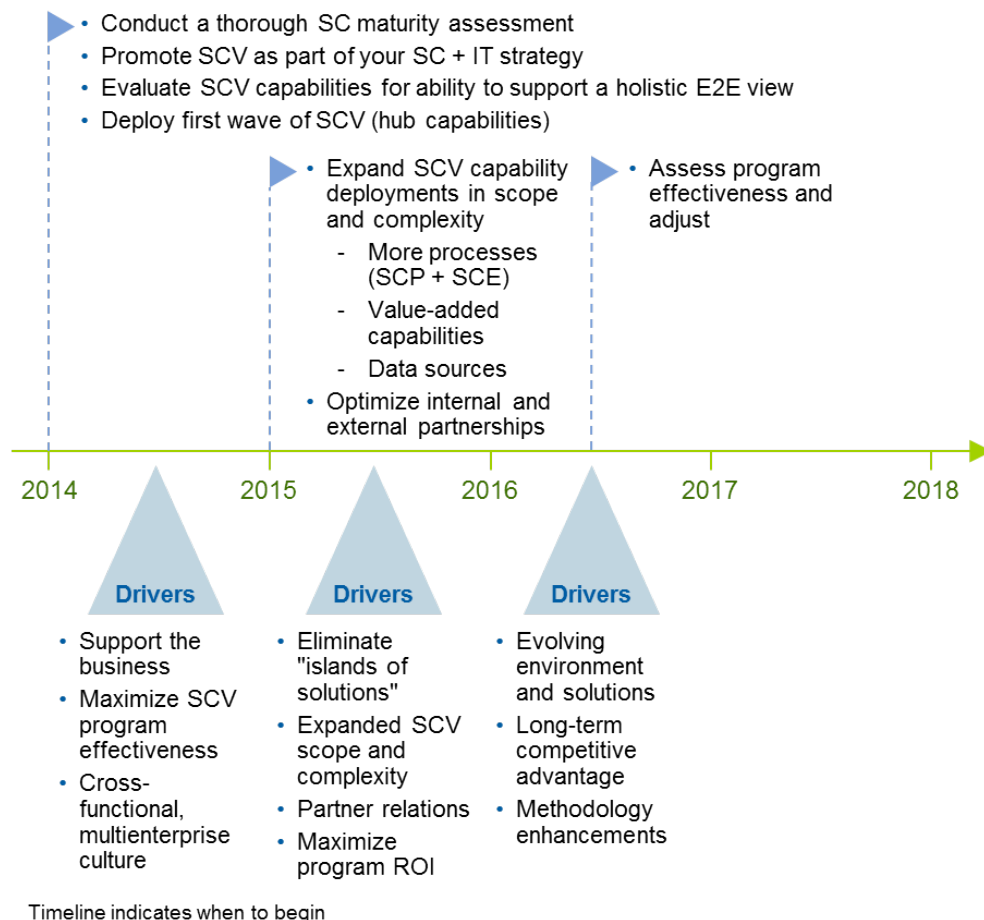 • Conduct a thorough SC maturity assessment
• Promote SCV as part of your SC + IT strategy
• Evaluate SCV capabilities for ability to support a holistic E2E view
• Deploy first wave of SCV (hub capabilities)
• Expand SCV capability
deployments in scope
and complexity
- More processes
(SCP + SCE)
- Value-added
capabilities
- Data sources
• Optimize internal and
external partnerships
• Assess program
effectiveness and
adjust
2014
2015
2016
2017
2018
Drivers
• Support the
business
• Maximize SCV
program
effectiveness
• Cross-
functional,
multienterprise
culture
Drivers
• Eliminate
"islands of
solutions"
• Expanded SCV
scope and
complexity
• Partner relations
• Maximize
program ROI
Drivers
• Evolving
environment
and solutions
• Long-term
competitive
advantage
• Methodology
enhancements
Timeline indicates when to begin